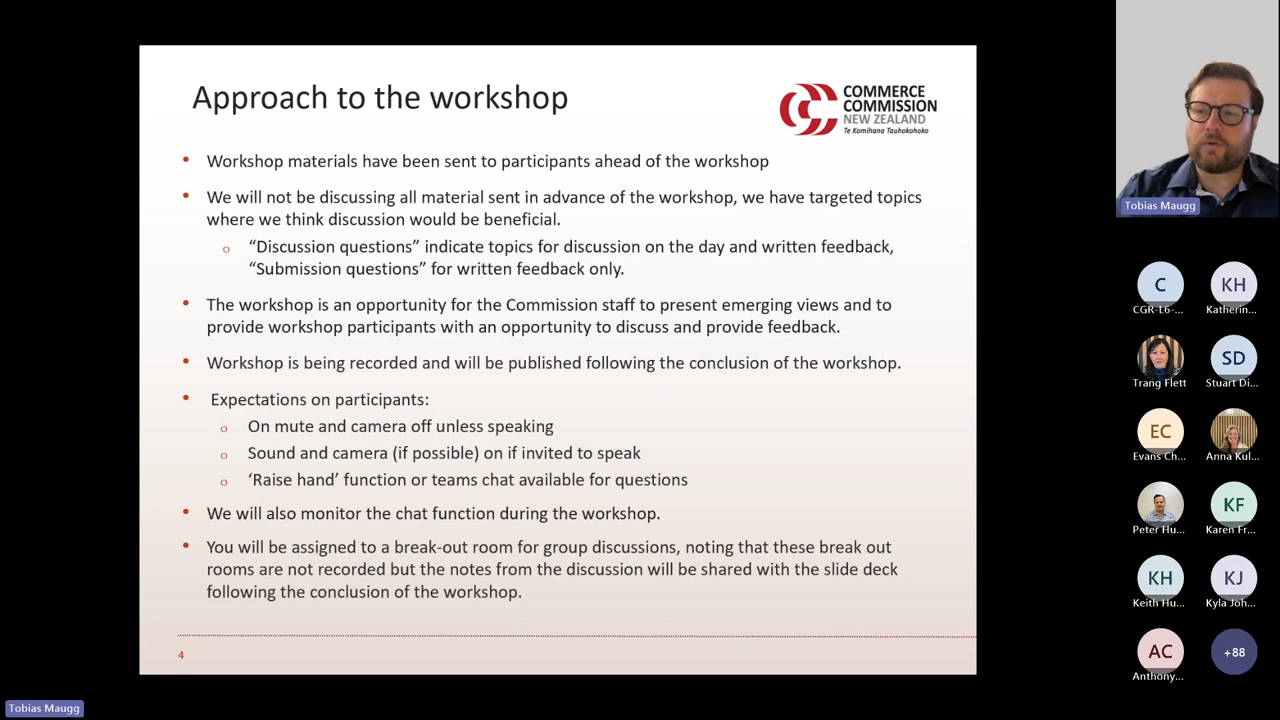 Approach to the workshop
COMMERCE
COMMISSION
NEW ZEALAND
Te Komihana Tauhokohoko
• Workshop materials have been sent to participants ahead of the workshop
• We will not be discussing all material sent in advance of the workshop, we have targeted topics
where we think discussion would be beneficial.
o “Discussion questions” indicate topics for discussion on the day and written feedback,
“Submission questions” for written feedback only.
• The workshop is an opportunity for the Commission staff to present emerging views and to
provide workshop participants with an opportunity to discuss and provide feedback.
• Workshop is being recorded and will be published following the conclusion of the workshop.
• Expectations on participants:
o On mute and camera off unless speaking
o Sound and camera (if possible) on if invited to speak
o ‘Raise hand’ function or teams chat available for questions
• We will also monitor the chat function during the workshop.
• You will be assigned to a break-out room for group discussions, noting that these break out
rooms are not recorded but the notes from the discussion will be shared with the slide deck
following the conclusion of the workshop.
4
Tobias Maugg
C
KH
CGR-L6-...
Katherin...
SD
Trang Flett
Stuart Di...
EC
Evans Ch...
Anna Kul...
KF
Peter Hu...
Karen Fr...
KH
KJ
Keith Hu...
Kyla Joh...
AC
+88
Anthony...
Tobias Maugg